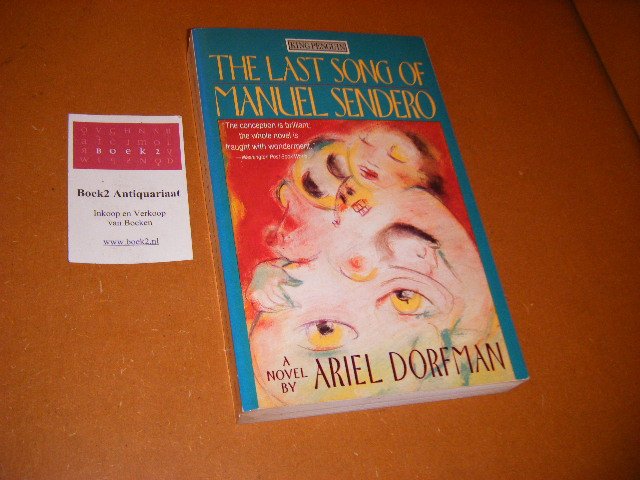 KING PENGUIN
THE LAST SONG OF
MANUEL SENDERO
"The conception is brilliant;
the whole novel is
fraught with wonderment."
—Washington Post Book World
A
NOVEL
BY
ARIEL DORFMAN
Boek2
Boek2 Antiquariaat
Inkoop en Verkoop
van Boeken
www.boek2.nl